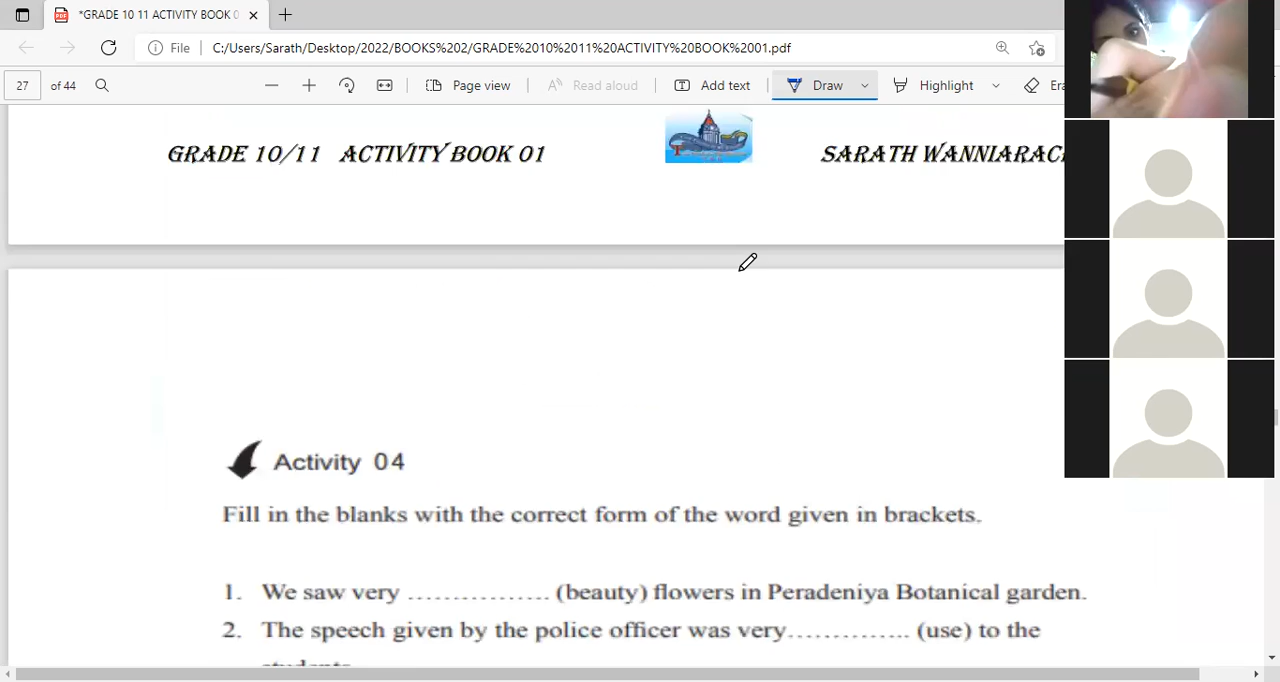 *GRADE 10 11 ACTIVITY BOOK 0
File C:/Users/Sarath/Desktop/2022/BOOKS%202/GRADE%2010%2011%20ACTIVITY%20BOOK%2001.pdf
27 of 44 Page view Read aloud Add text Draw Highlight Era
GRADE 10/11 ACTIVITY BOOK 01 SARATH WANNIARAC
Activity 04
Fill in the blanks with the correct form of the word given in brackets.
1. We saw very ................ (beauty) flowers in Peradeniya Botanical garden.
2. The speech given by the police officer was very.............. (use) to the
students